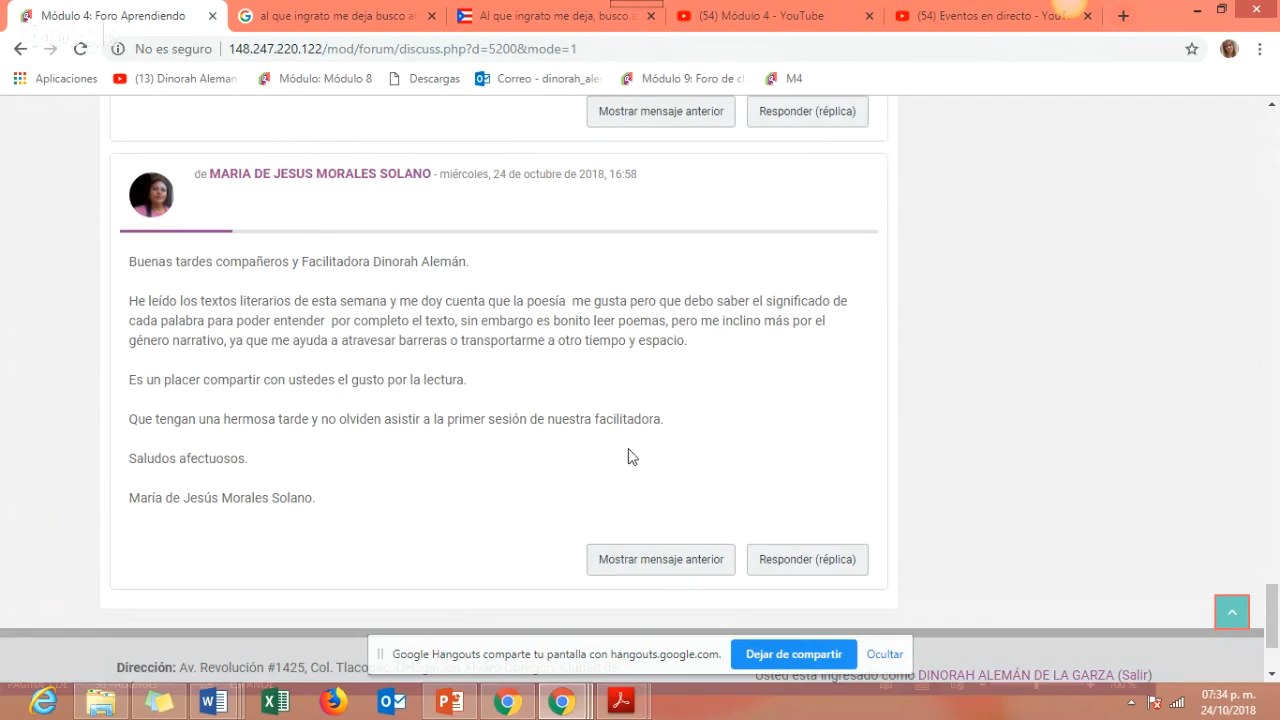 Módulo 4: Foro Aprendiendo
al que ingrato me deja busco a
Al que ingrato me deja, busco a
(54) Módulo 4 - YouTube
(54) Eventos en directo - YouTu
No es seguro
148.247.220.122/mod/forum/discuss.php?d=5200&mode=1
Aplicaciones
(13) Dinorah Aleman
Módulo: Módulo 8
Descargas
Correo - dinorah_ale
Módulo 9: Foro de cl
M4
Mostrar mensaje anterior
Responder (réplica)
de MARIA DE JESUS MORALES SOLANO - miércoles, 24 de octubre de 2018, 16:58
Buenas tardes compañeros y Facilitadora Dinorah Alemán.
He leído los textos literarios de esta semana y me doy cuenta que la poesía me gusta pero que debo saber el significado de
cada palabra para poder entender por completo el texto, sin embargo es bonito leer poemas, pero me inclino más por el
género narrativo, ya que me ayuda a atravesar barreras o transportarme a otro tiempo y espacio.
Es un placer compartir con ustedes el gusto por la lectura.
Que tengan una hermosa tarde y no olviden asistir a la primer sesión de nuestra facilitadora.
Saludos afectuosos.
María de Jesús Morales Solano.
Mostrar mensaje anterior
Responder (réplica)
Google Hangouts comparte tu pantalla con hangouts.google.com.
Dejar de compartir
Ocultar
Dirección: Av. Revolución #1425, Col. Tlacopac
Usted está ingresado como DINORAH ALEMÁN DE LA GARZA (Salir)
07:34 p. m.
24/10/2018